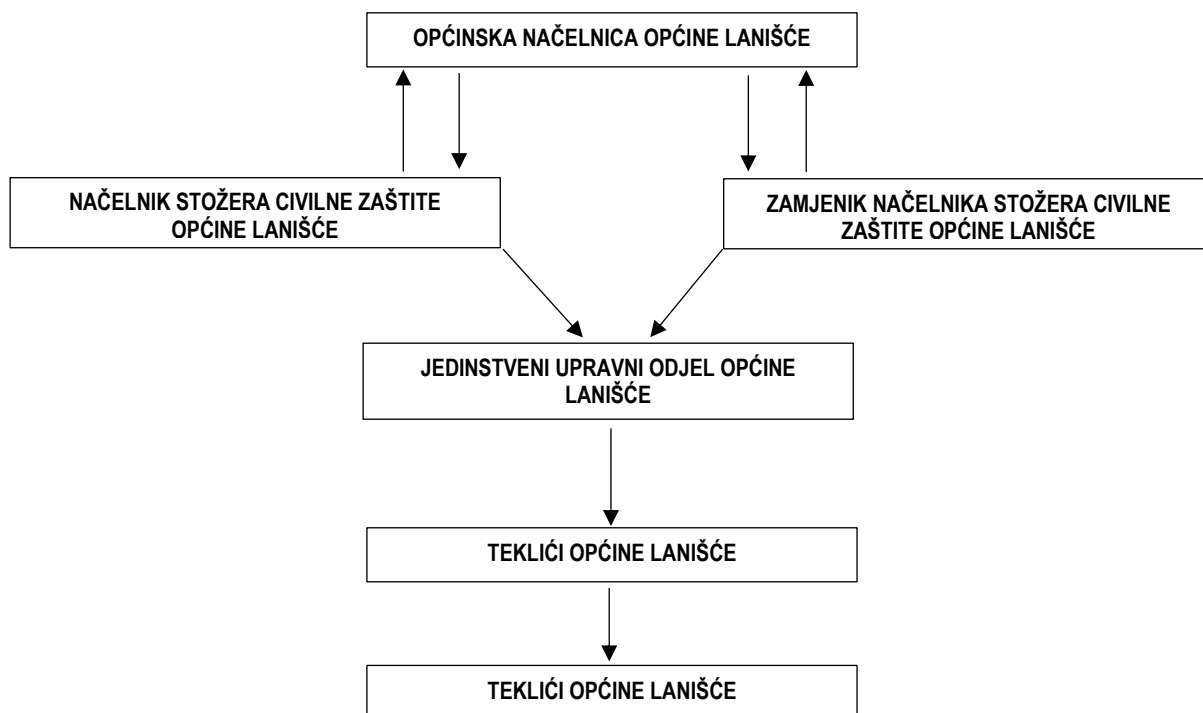 OPĆINSKA NAČELNICA OPĆINE LANIŠĆE
NAČELNIK STOŽERA CIVILNE ZAŠTITE
OPĆINE LANIŠĆE
ZAMJENIK NAČELNIKA STOŽERA CIVILNE
ZAŠTITE OPĆINE LANIŠĆE
JEDINSTVENI UPRAVNI ODJEL OPĆINE
LANIŠĆE
TEKLIĆI OPĆINE LANIŠĆE
TEKLIĆI OPĆINE LANIŠĆE